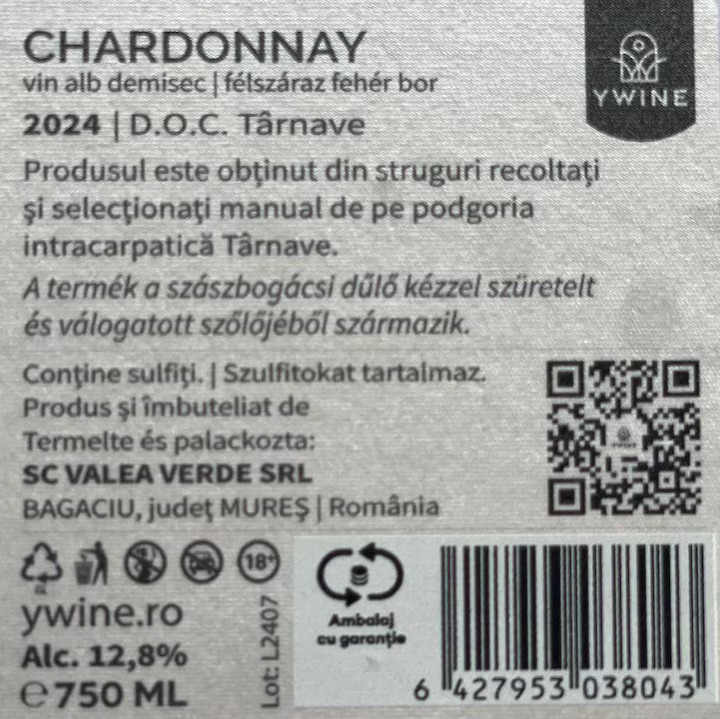 CHARDONNAY
vin alb demisec | félszáraz fehér bor
2024 | D.O.C. Târnave
YWINE
Produsul este obținut din struguri recoltați
și selecționați manual de pe podgoria
intracarpatică Târnave.
A termék a szászbogácsi dűlő kézzel szüretelt
és válogatott szőlőjéből származik.
Conține sulfiți. | Szulfitokat tartalmaz.
Produs și îmbuteliat de
Termelte és palackozta:
SC VALEA VERDE SRL
BAGACIU, județ MUREȘ | România
18+
ywine.ro
Alc. 12,8%
℮ 750 ML
Lot: L2407
Ambalaj
cu garanție
6 427953 038043